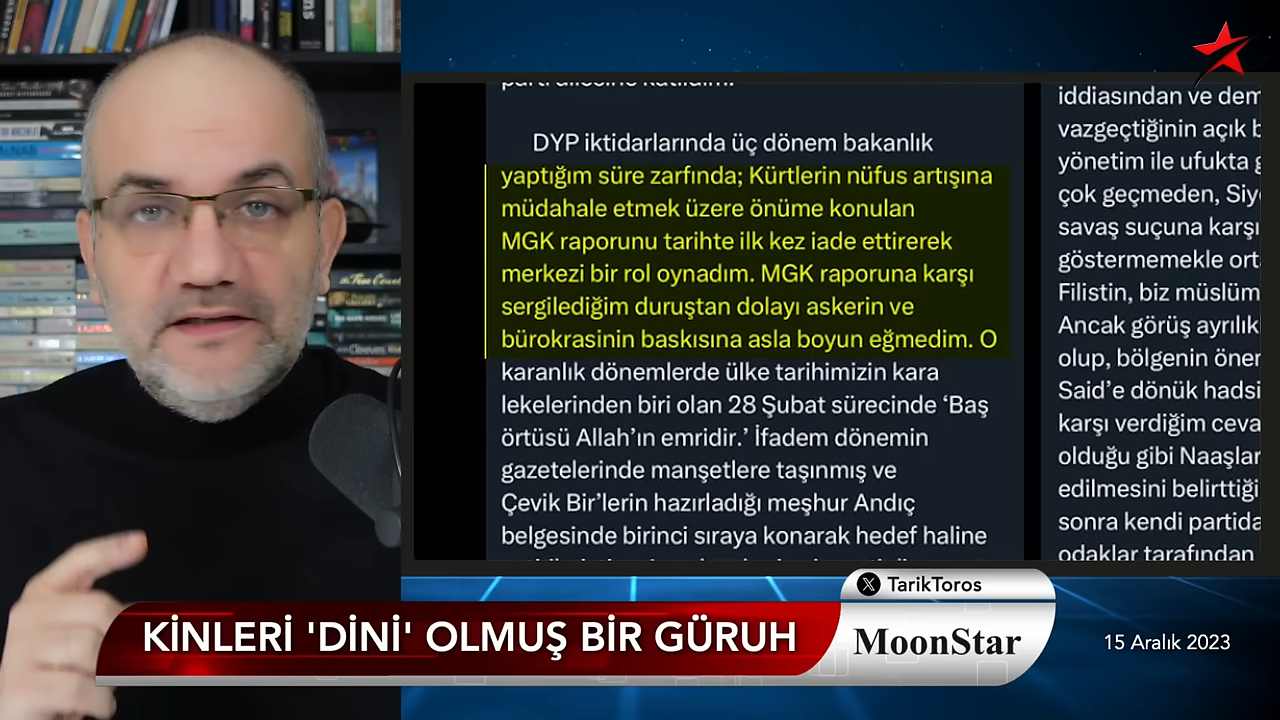 partı ailesine katıldım.
DYP iktidarlarında üç dönem bakanlık
yaptığım süre zarfında; Kürtlerin nüfus artışına
müdahale etmek üzere önüme konulan
MGK raporunu tarihte ilk kez iade ettirerek
merkezi bir rol oynadım. MGK raporuna karşı
sergilediğim duruştan dolayı askerin ve
bürokrasinin baskısına asla boyun eğmedim. O
karanlık dönemlerde ülke tarihimizin kara
lekelerinden biri olan 28 Şubat sürecinde ‘Baş
örtüsü Allah’ın emridir.’ İfadem dönemin
gazetelerinde manşetlere taşınmış ve
Çevik Bir’lerin hazırladığı meşhur Andıç
belgesinde birinci sıraya konarak hedef haline
iddiasından ve dem
vazgeçtiğinin açık b
yönetim ile ufukta g
çok geçmeden, Siy
savaş suçuna karşı
göstermemekle ort
Filistin, biz müslüm
Ancak görüş ayrılık
olup, bölgenin öner
Said’e dönük hadsi
karşı verdiğim ceva
olduğu gibi Naaşlar
edilmesini belirttiği
sonra kendi partida
odaklar tarafından
TarikToros
KİNLERİ 'DİNİ' OLMUŞ BİR GÜRUH
MoonStar
15 Aralık 2023